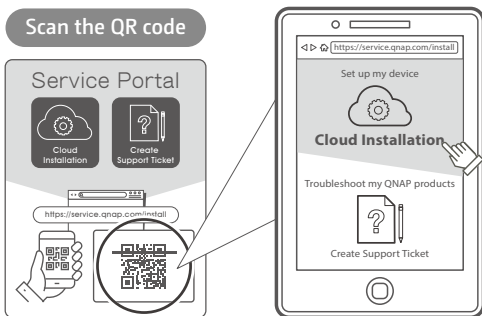 Scan the QR code
Service Portal
Cloud
Installation
Create
Support Ticket
https://service.qnap.com/install
https://service.qnap.com/install
Set up my device
Cloud Installation
Troubleshoot my QNAP products
Create Support Ticket